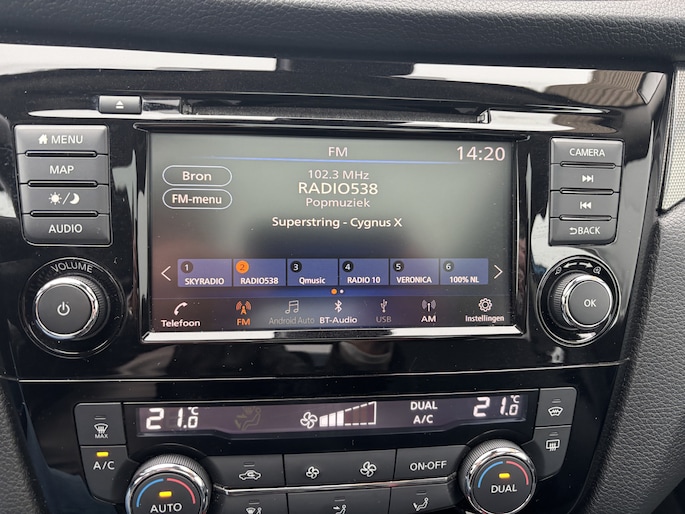 MENU
MAP
AUDIO
VOLUME
FM
14:20
Bron
FM-menu
102.3 MHz
RADIO538
Popmuziek
Superstring - Cygnus X
1 SKYRADIO
2 RADIO538
3 Qmusic
4 RADIO 10
5 VERONICA
6 100% NL
Telefoon
FM
Android Auto
BT-Audio
USB
AM
Instellingen
CAMERA
BACK
OK
21.0 °C
DUAL
A/C
21.0 °C
MAX
A/C
AUTO
ON·OFF
DUAL